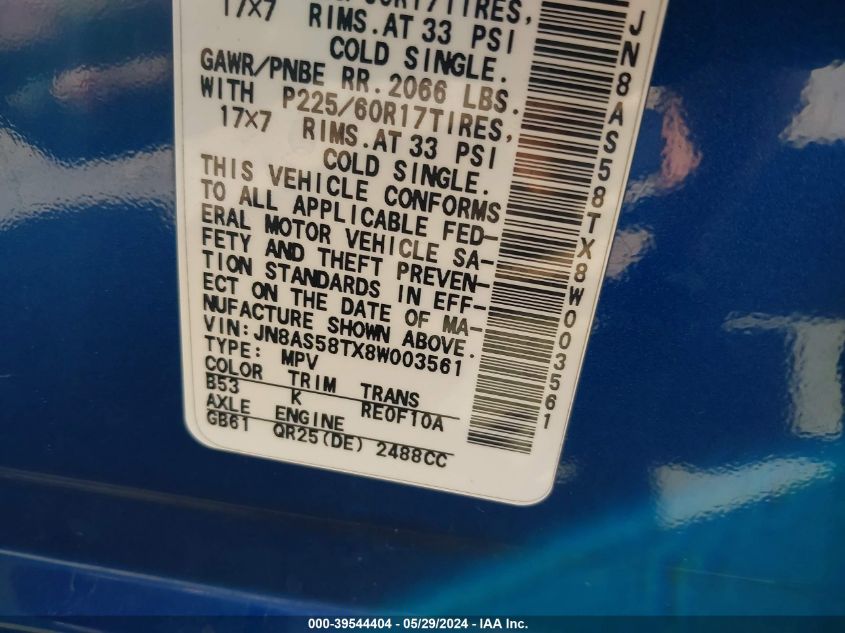 60R17TIRES,
17X7 RIMS.AT 33 PSI
COLD SINGLE.
GAWR/PNBE RR.2066 LBS.
WITH P225/60R17TIRES,
17X7 RIMS.AT 33 PSI
COLD SINGLE.
THIS VEHICLE CONFORMS
TO ALL APPLICABLE FED-
ERAL MOTOR VEHICLE SA-
FETY AND THEFT PREVEN-
TION STANDARDS IN EFF-
ECT ON THE DATE OF MA-
NUFACTURE SHOWN ABOVE.
VIN:JN8AS58TX8W003561
TYPE: MPV
COLOR TRIM TRANS
B53 K RE0F10A
AXLE ENGINE
GB61 QR25(DE) 2488CC
JN8AS58TX8W003561
000-39544404 - 05/29/2024 - IAA Inc.